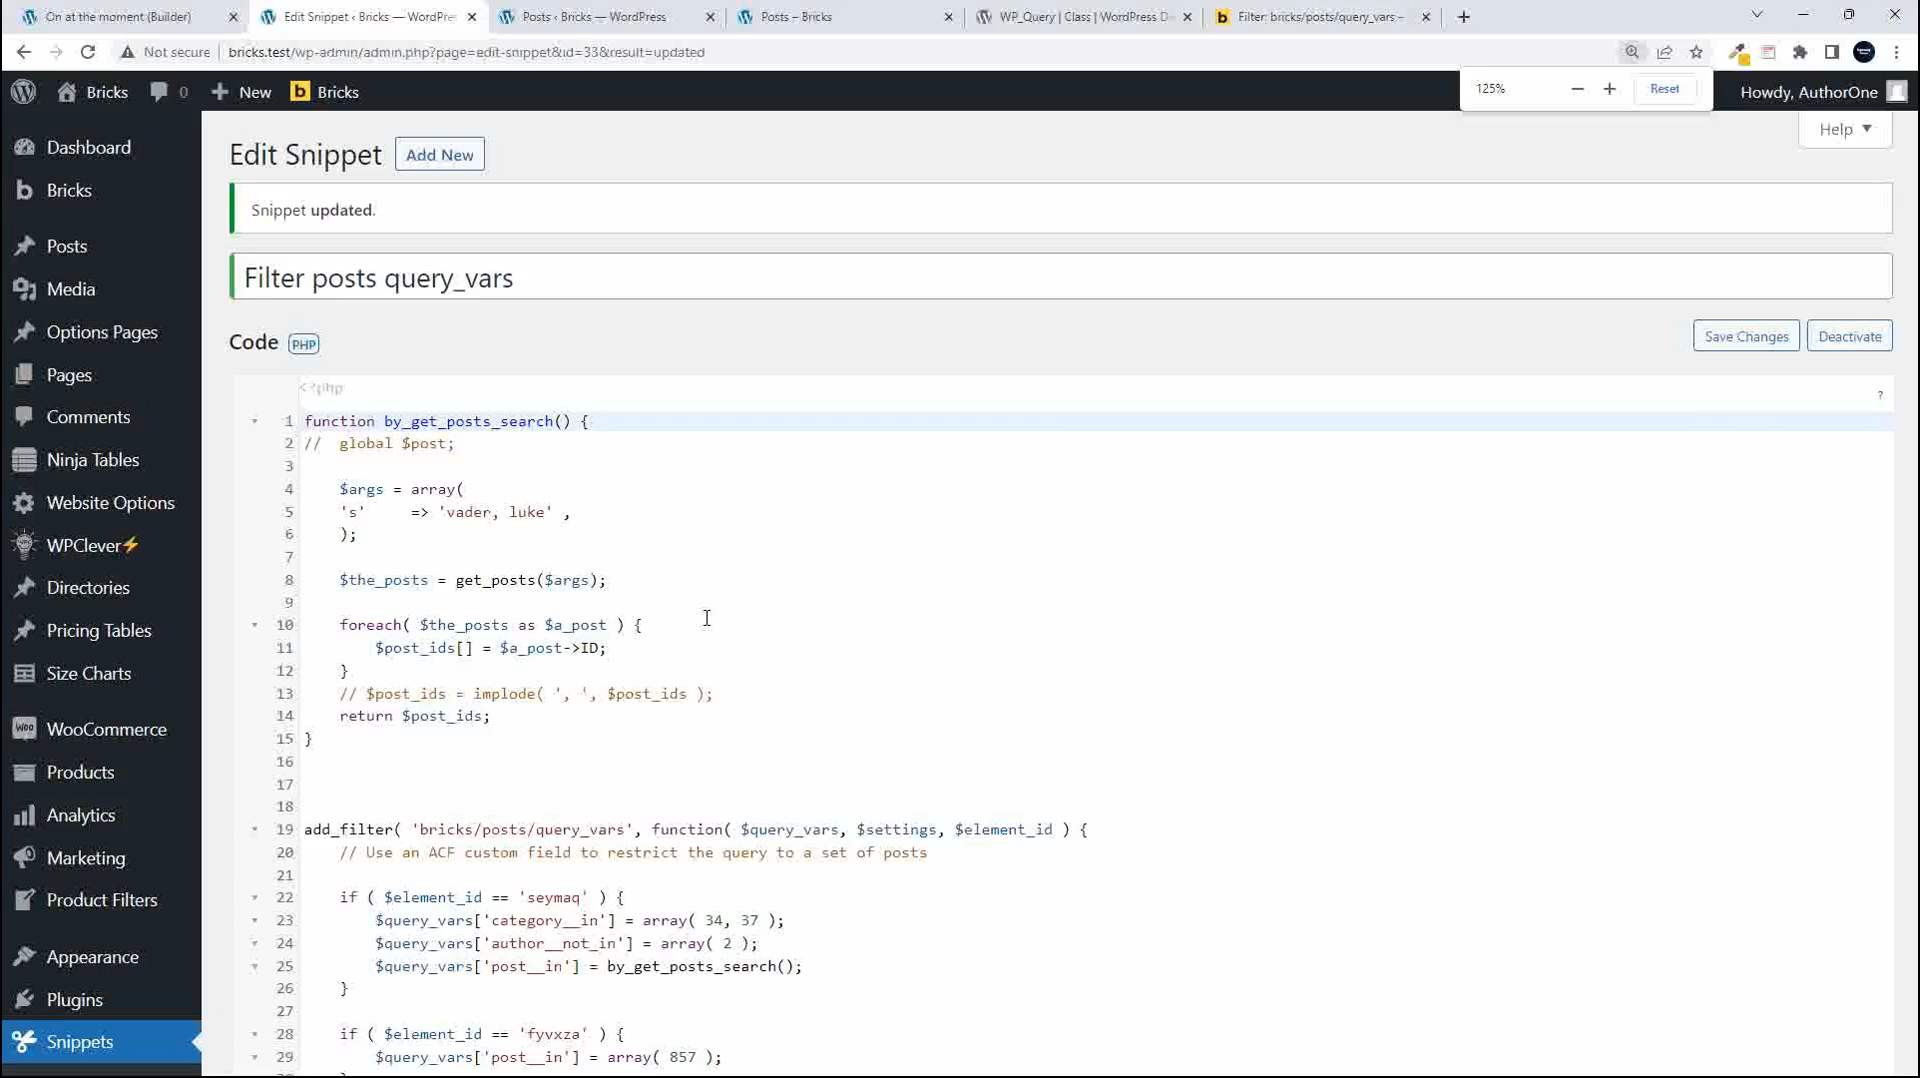 On at the moment (Builder)
Edit Snippet ‹ Bricks — WordPre
Posts ‹ Bricks — WordPress
Posts – Bricks
WP_Query | Class | WordPress D
Filter: bricks/posts/query_vars –
Not secure
bricks.test/wp-admin/admin.php?page=edit-snippet&id=33&result=updated
Bricks
0
New
Bricks
125%
Reset
Howdy, AuthorOne
Help
Dashboard
Bricks
Posts
Media
Options Pages
Pages
Comments
Ninja Tables
Website Options
WPClever⚡
Directories
Pricing Tables
Size Charts
WooCommerce
Products
Analytics
Marketing
Product Filters
Appearance
Plugins
Snippets
Edit Snippet
Add New
Snippet updated.
Filter posts query_vars
Code
PHP
Save Changes
Deactivate
<?php
?
1 function by_get_posts_search() {
2 //  global $post;
3
4     $args = array(
5     's'     => 'vader, luke' ,
6     );
7
8     $the_posts = get_posts($args);
9
10     foreach( $the_posts as $a_post ) {
11         $post_ids[] = $a_post->ID;
12     }
13     // $post_ids = implode( ', ', $post_ids );
14     return $post_ids;
15 }
16
17
18
19 add_filter( 'bricks/posts/query_vars', function( $query_vars, $settings, $element_id ) {
20     // Use an ACF custom field to restrict the query to a set of posts
21
22     if ( $element_id == 'seymaq' ) {
23         $query_vars['category__in'] = array( 34, 37 );
24         $query_vars['author__not_in'] = array( 2 );
25         $query_vars['post__in'] = by_get_posts_search();
26     }
27
28     if ( $element_id == 'fyvxza' ) {
29         $query_vars['post__in'] = array( 857 );